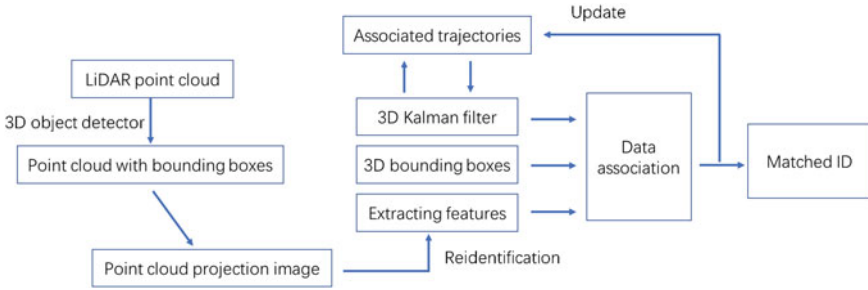 Update
Associated trajectories
LiDAR point cloud
3D object detector
3D Kalman filter
Point cloud with bounding boxes
3D bounding boxes
Data
association
Matched ID
Extracting features
Point cloud projection image
Reidentification